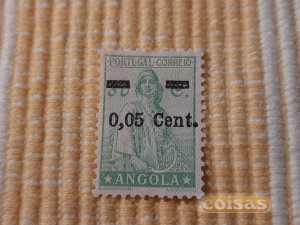 PORTUGAL·CORREIO
C.
0,05 Cent.
ANGOLA
coisas